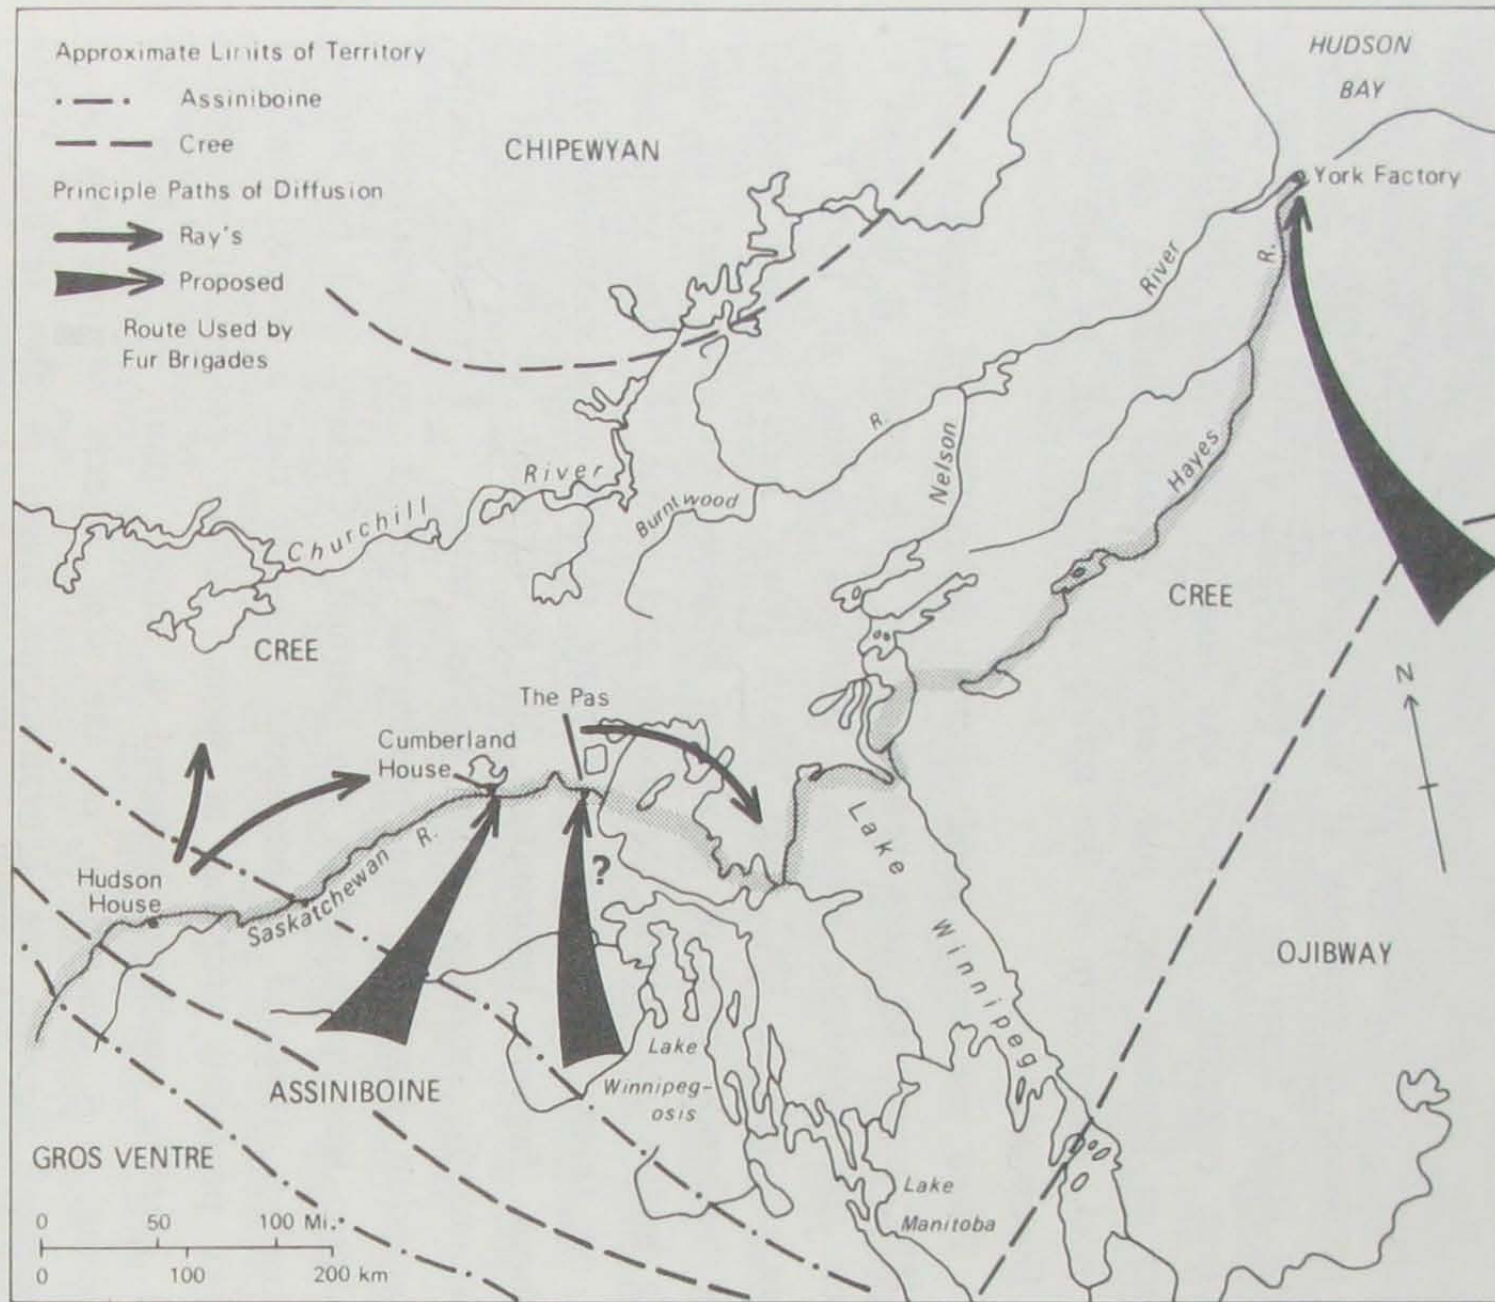 Approximate Limits of Territory
Assiniboine
Cree
Principle Paths of Diffusion
Ray's
Proposed
Route Used by
Fur Brigades
HUDSON
BAY
CHIPEWYAN
York Factory
River
R.
R.
Nelson
Hayes
Churchill
River
Burntwood
CREE
CREE
N
The Pas
Cumberland
House
Lake
Winnipeg
?
Hudson
House
Saskatchewan R.
OJIBWAY
Lake
Winnipeg-
osis
ASSINIBOINE
GROS VENTRE
Lake
Manitoba
0 50 100 Mi.
0 100 200 km